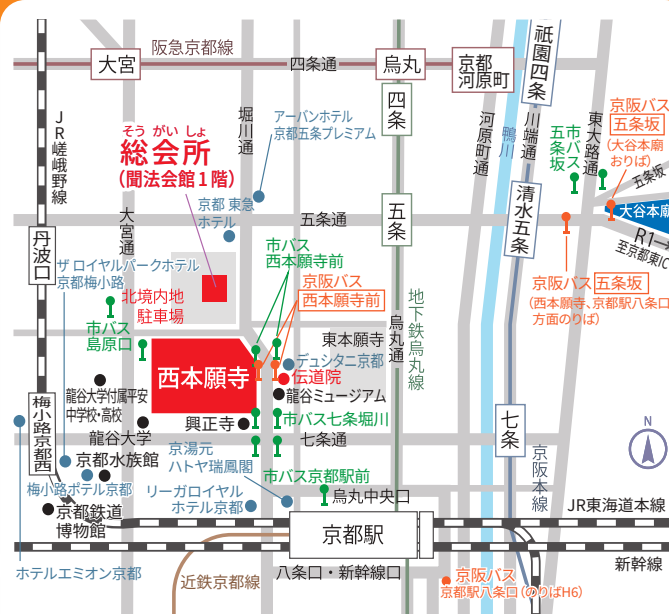 阪急京都線
大宮
四条通
烏丸
京都
河原町
祇園四条
四条
JR嵯峨野線
堀川通
アーバンホテル
京都五条プレミアム
そうがいしょ
総会所
(聞法会館1階)
京都 東急
ホテル
河原町通
鴨川
川端通
市バス
五条坂
東大路通
京阪バス
五条坂
(大谷本廟
おりば)
五条坂
大谷本廟
R1→
至京都東IC
大宮通
五条通
五条
清水五条
丹波口
ザ ロイヤルパークホテル
京都梅小路
北境内地
駐車場
市バス
西本願寺前
京阪バス
西本願寺前
京阪バス 五条坂
(西本願寺、京都駅八条口
方面のりば)
市バス
島原口
東本願寺
烏丸通
地下鉄烏丸線
デュシタニ京都
伝道院
西本願寺
龍谷大学付属平安
中学校・高校
龍谷ミュージアム
興正寺
市バス七条堀川
梅小路京都西
龍谷大学
七条通
七条
京阪本線
N
京都水族館
京湯元
ハトヤ瑞鳳閣
梅小路ポテル京都
リーガロイヤル
ホテル京都
市バス京都駅前
烏丸中央口
京都鉄道
博物館
京都駅
JR東海道本線
新幹線
ホテルエミオン京都
近鉄京都線
八条口・新幹線口
京阪バス
京都駅八条口(のりばH6)